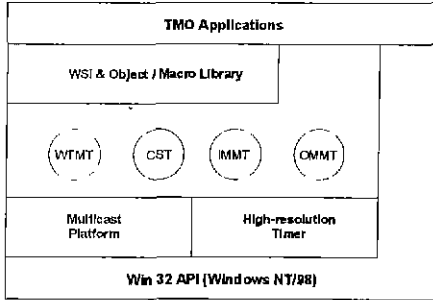 TMO Applications
WSI & Object / Macro Library
WTMT CST IMMT OMMT
Multicast High-resolution
Platform Timer
Win 32 API (Windows NT/98)